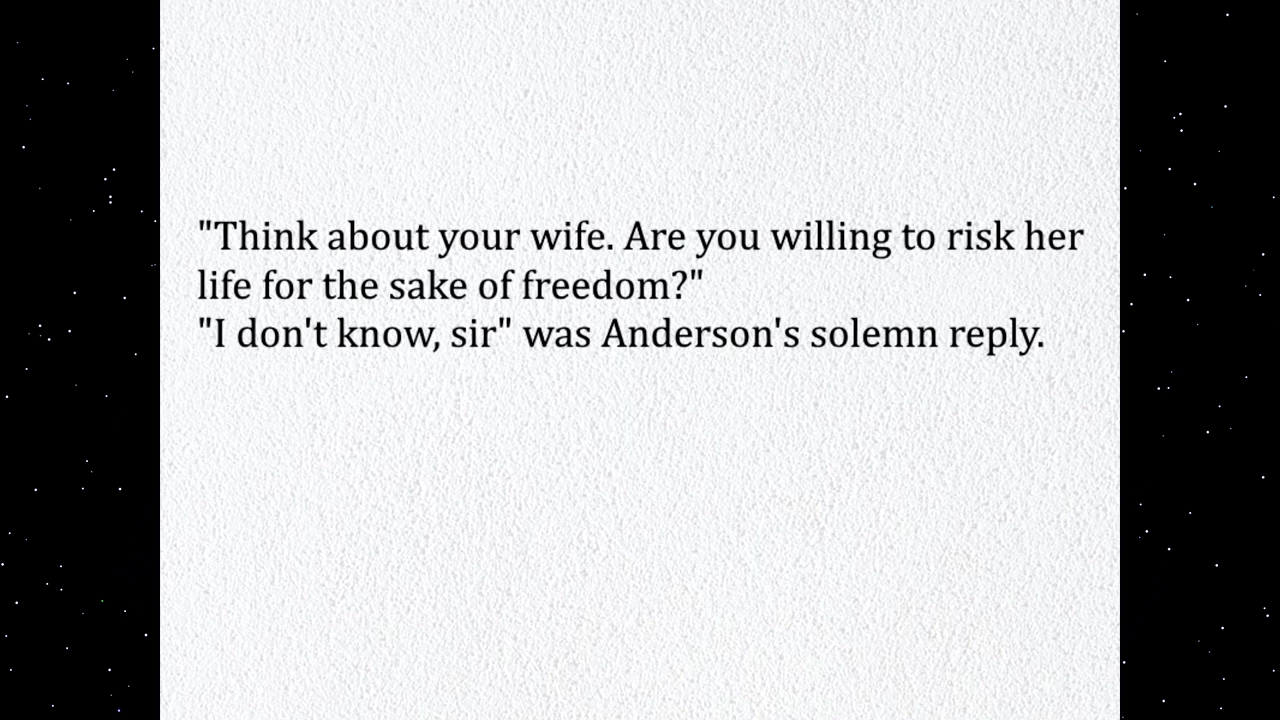 "Think about your wife. Are you willing to risk her
life for the sake of freedom?"
"I don't know, sir" was Anderson's solemn reply.